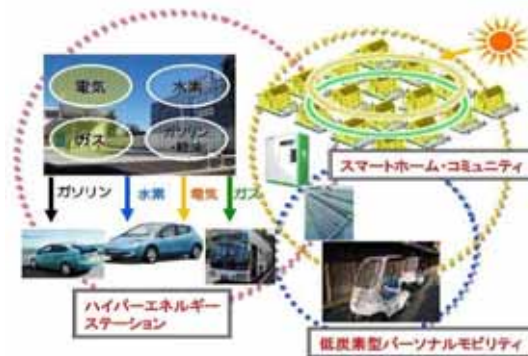 電気
水素
ガス
ガソリン
・軽油
ガソリン
水素
電気
ガス
スマートホーム・コミュニティ
ハイパーエネルギー
ステーション
低炭素型パーソナルモビリティ